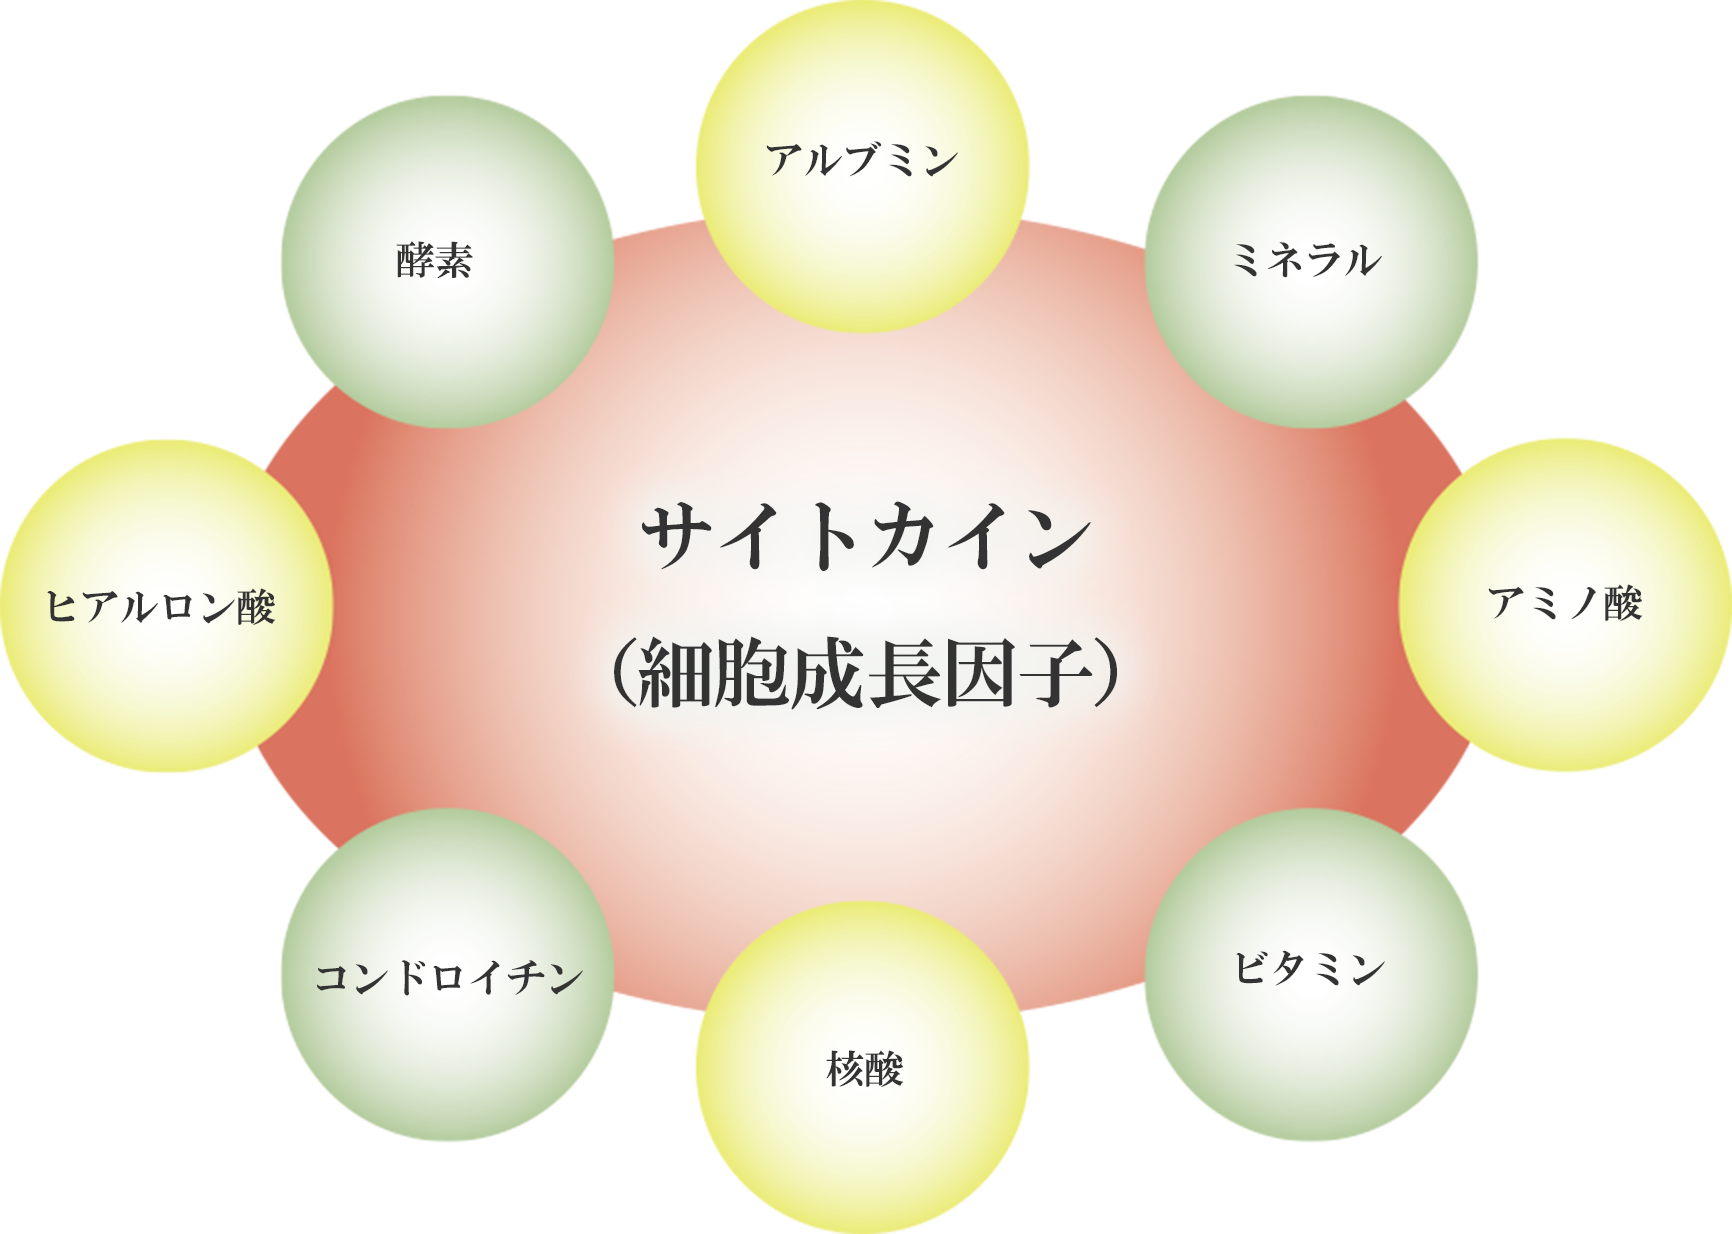 アルブミン
酵素
ミネラル
サイトカイン
（細胞成長因子）
ヒアルロン酸
アミノ酸
コンドロイチン
ビタミン
核酸